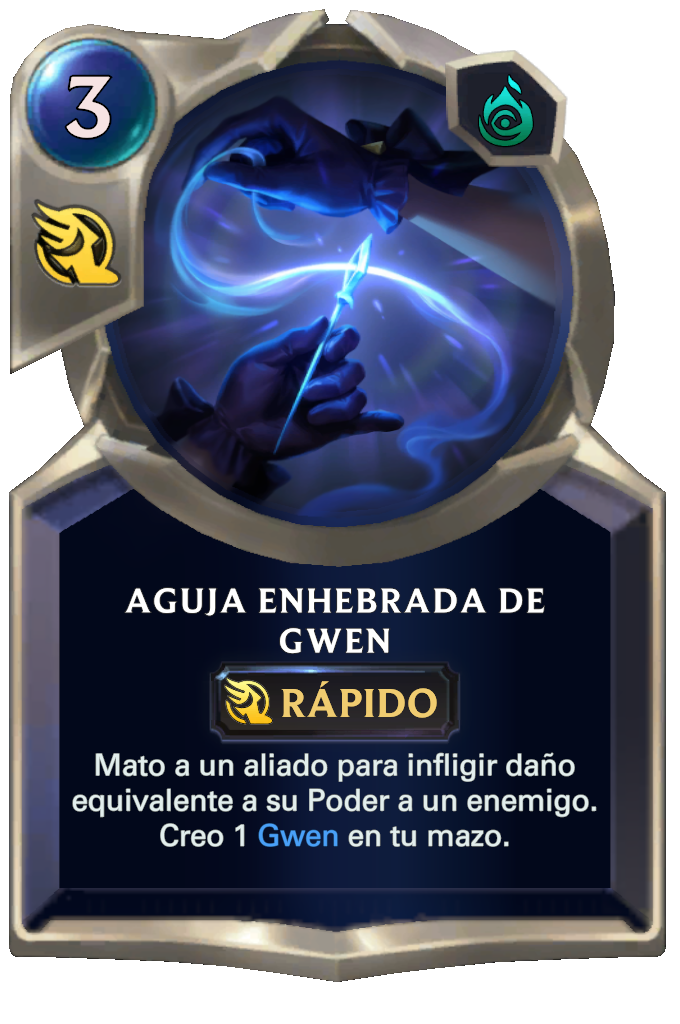 3
AGUJA ENHEBRADA DE
GWEN
RÁPIDO
Mato a un aliado para infligir daño
equivalente a su Poder a un enemigo.
Creo 1 Gwen en tu mazo.